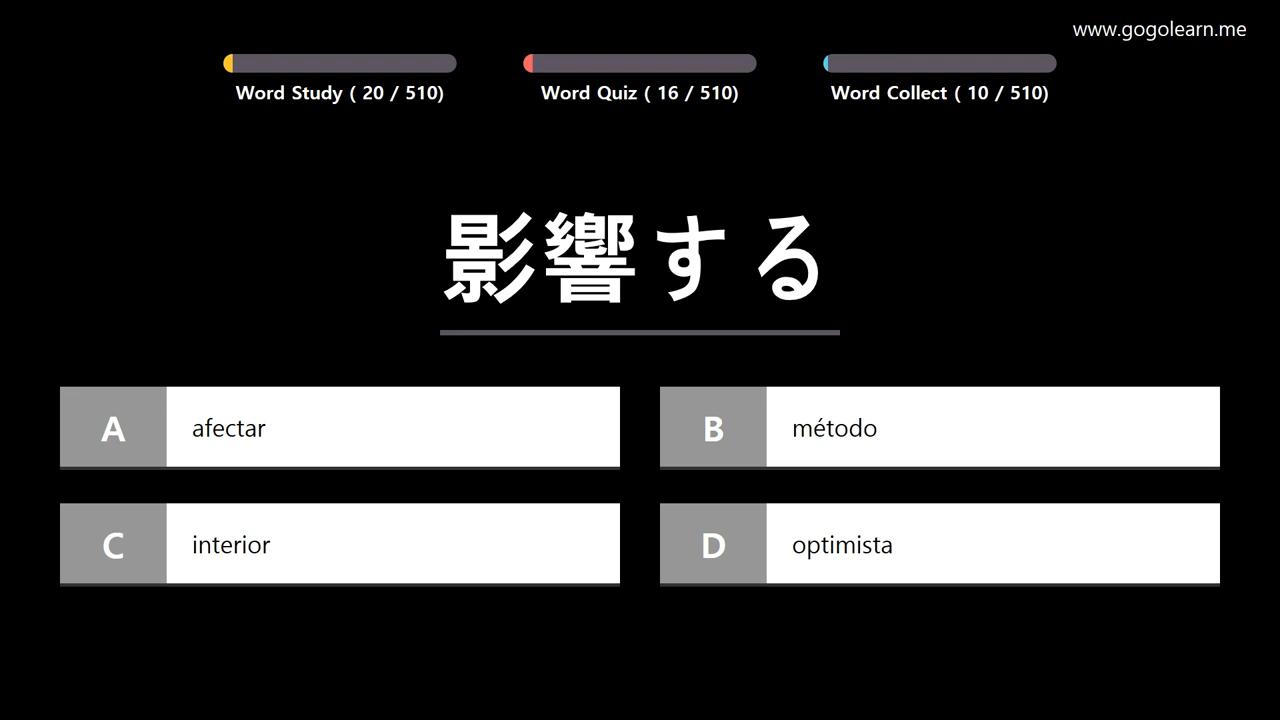 www.gogolearn.me
Word Study ( 20 / 510)
Word Quiz ( 16 / 510)
Word Collect ( 10 / 510)
影響する
A afectar
B método
C interior
D optimista